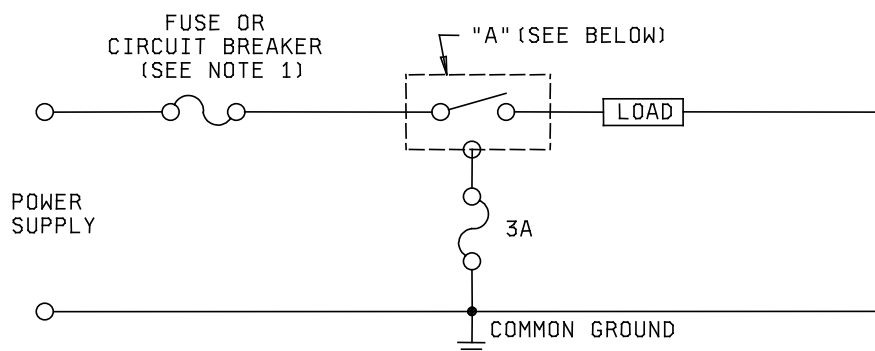 FUSE OR
CIRCUIT BREAKER
(SEE NOTE 1)
"A" (SEE BELOW)
LOAD
POWER
SUPPLY
3A
COMMON GROUND